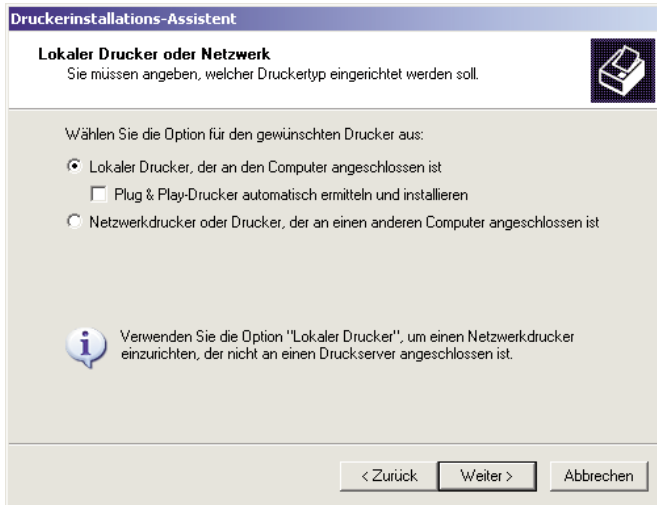 Druckerinstallations-Assistent
Lokaler Drucker oder Netzwerk
Sie müssen angeben, welcher Druckertyp eingerichtet werden soll.
Wählen Sie die Option für den gewünschten Drucker aus:
Lokaler Drucker, der an den Computer angeschlossen ist
Plug & Play-Drucker automatisch ermitteln und installieren
Netzwerkdrucker oder Drucker, der an einen anderen Computer angeschlossen ist
Verwenden Sie die Option "Lokaler Drucker", um einen Netzwerkdrucker
einzurichten, der nicht an einen Druckserver angeschlossen ist.
< Zurück Weiter > Abbrechen